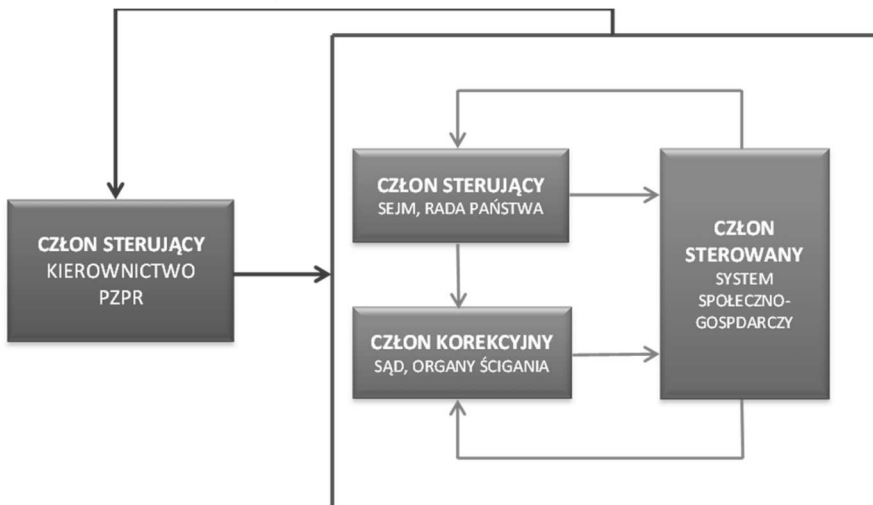 CZŁON STERUJĄCY
KIEROWNICTWO
PZPR
CZŁON STERUJĄCY
SEJM, RADA PAŃSTWA
CZŁON KOREKCYJNY
SĄD, ORGANY ŚCIGANIA
CZŁON
STEROWANY
SYSTEM
SPOŁECZNO-
GOSPDARCZY